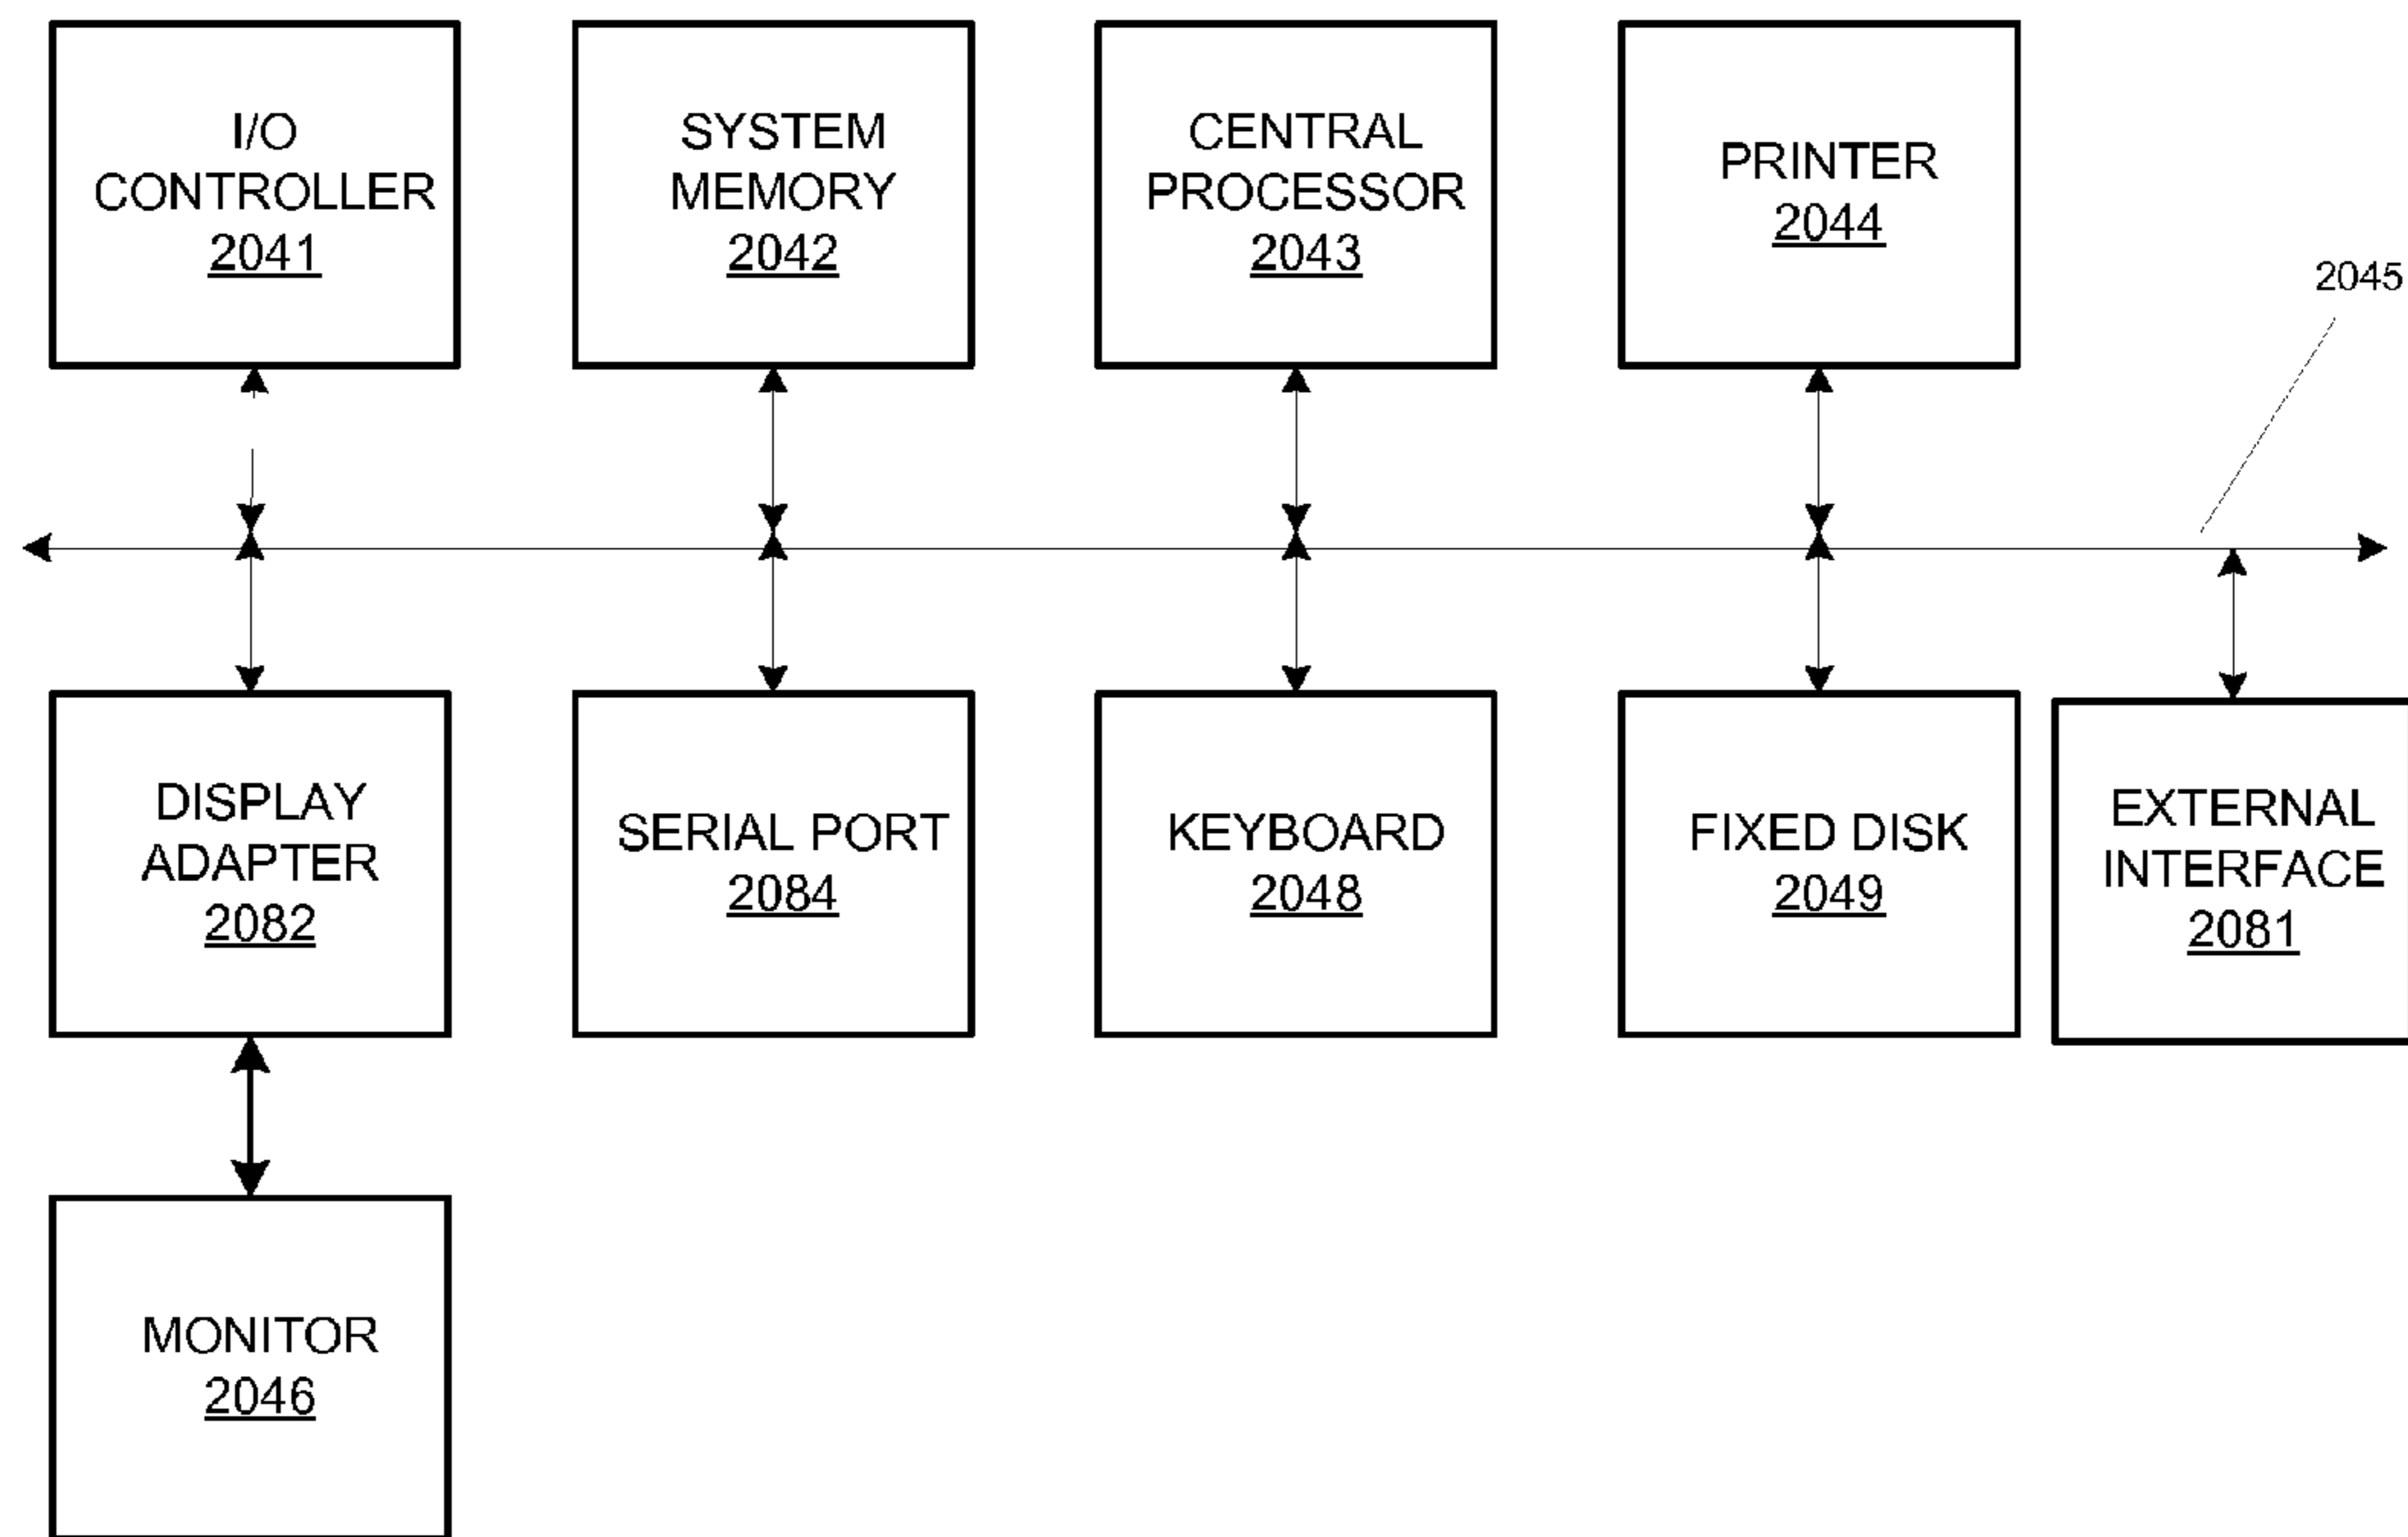 I/O
CONTROLLER
2041
SYSTEM
MEMORY
2042
CENTRAL
PROCESSOR
2043
PRINTER
2044
2045
DISPLAY
ADAPTER
2082
SERIAL PORT
2084
KEYBOARD
2048
FIXED DISK
2049
EXTERNAL
INTERFACE
2081
MONITOR
2046